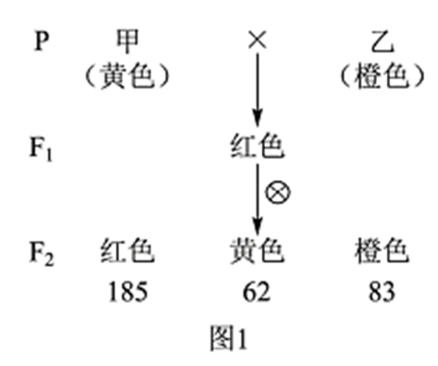 P 甲 × 乙
（黄色） （橙色）
F₁ 红色
⊗
F₂ 红色 黄色 橙色
185 62 83
图1